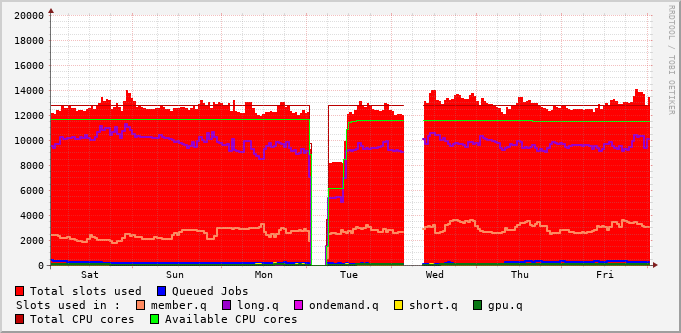 20000
18000
16000
14000
12000
10000
8000
6000
4000
2000
0
Sat Sun Mon Tue Wed Thu Fri
RRDTOOL / TOBI OETIKER
Total slots used Queued Jobs
Slots used in : member.q long.q ondemand.q short.q gpu.q
Total CPU cores Available CPU cores